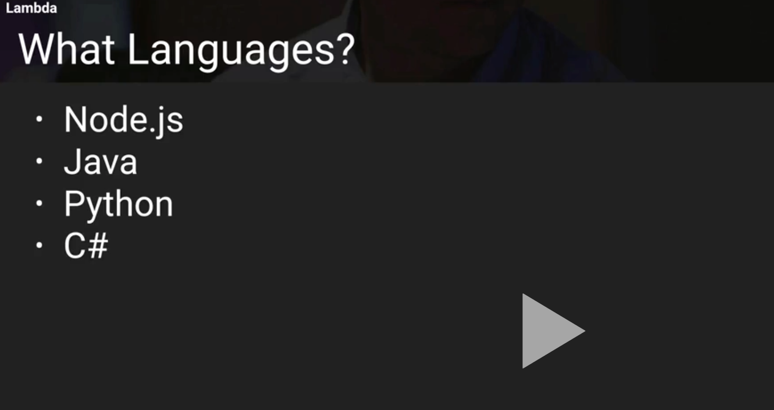 Lambda
What Languages?
• Node.js
• Java
• Python
• C#